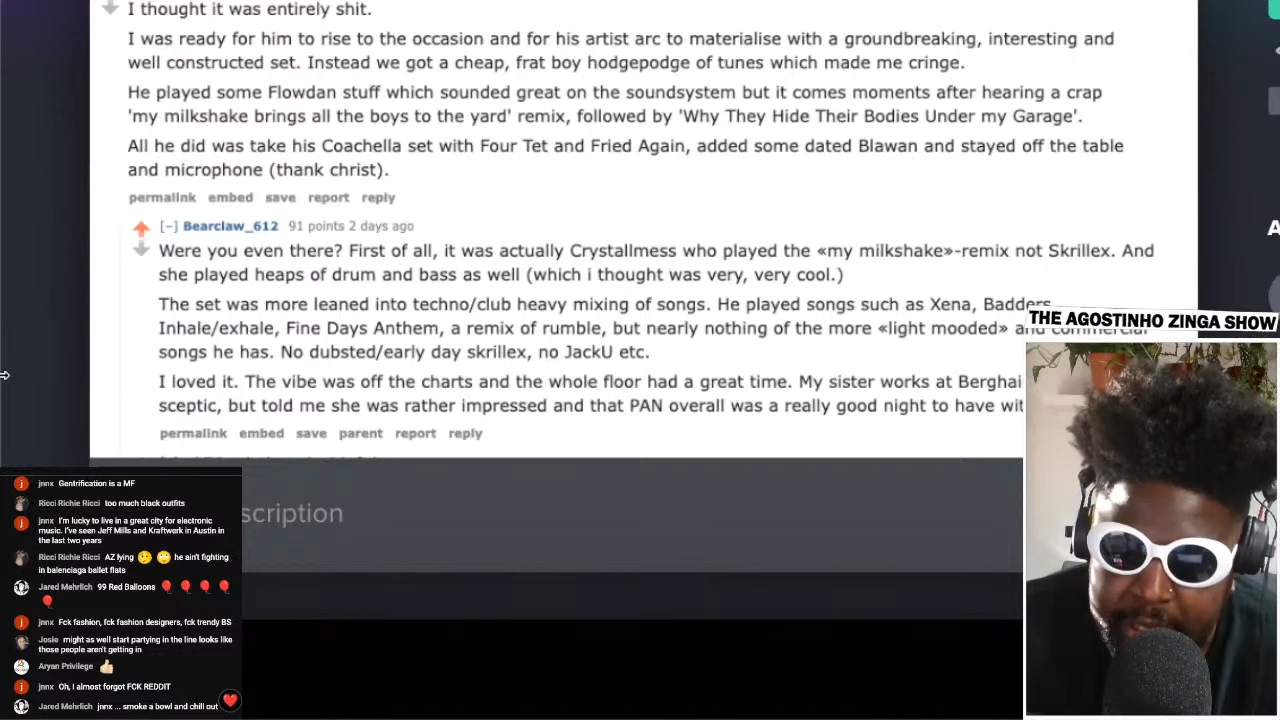 I thought it was entirely shit.
I was ready for him to rise to the occasion and for his artist arc to materialise with a groundbreaking, interesting and
well constructed set. Instead we got a cheap, frat boy hodgepodge of tunes which made me cringe.
He played some Flowdan stuff which sounded great on the soundsystem but it comes moments after hearing a crap
'my milkshake brings all the boys to the yard' remix, followed by 'Why They Hide Their Bodies Under my Garage'.
All he did was take his Coachella set with Four Tet and Fried Again, added some dated Blawan and stayed off the table
and microphone (thank christ).
permalink embed save report reply
[-] Bearclaw_612 91 points 2 days ago
Were you even there? First of all, it was actually Crystallmess who played the «my milkshake»-remix not Skrillex. And
she played heaps of drum and bass as well (which i thought was very, very cool.)
The set was more leaned into techno/club heavy mixing of songs. He played songs such as Xena, Badders
Inhale/exhale, Fine Days Anthem, a remix of rumble, but nearly nothing of the more «light mooded» and commercial
songs he has. No dubsted/early day skrillex, no JackU etc.
I loved it. The vibe was off the charts and the whole floor had a great time. My sister works at Berghai
sceptic, but told me she was rather impressed and that PAN overall was a really good night to have wit
permalink embed save parent report reply
THE AGOSTINHO ZINGA SHOW
scription
jnnx Gentrification is a MF
Ricci Richie Ricci too much black outfits
jnnx I'm lucky to live in a great city for electronic
music. I've seen Jeff Mills and Kraftwerk in Austin in
the last two years
Ricci Richie Ricci AZ lying 🤥 🙄 he ain't fighting
in balenciaga ballet flats
Jared Mehrlich 99 Red Balloons 🎈 🎈 🎈 🎈
🎈
jnnx Fck fashion, fck fashion designers, fck trendy BS
Josie might as well start partying in the line looks like
those people aren't getting in
Aryan Privilege 👍🏻
jnnx Oh, I almost forgot FCK REDDIT
Jared Mehrlich jnnx ... smoke a bowl and chill out